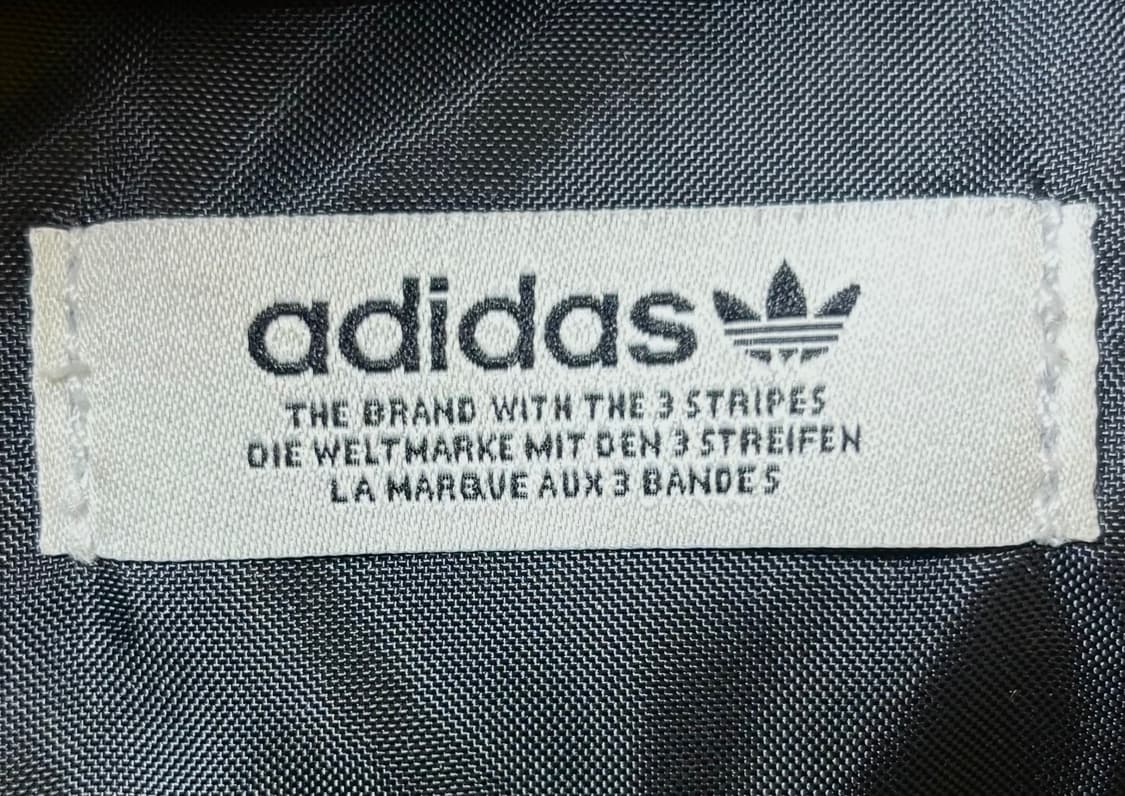 adidas
THE BRAND WITH THE 3 STRIPES
DIE WELTMARKE MIT DEN 3 STREIFEN
LA MARQUE AUX 3 BANDES